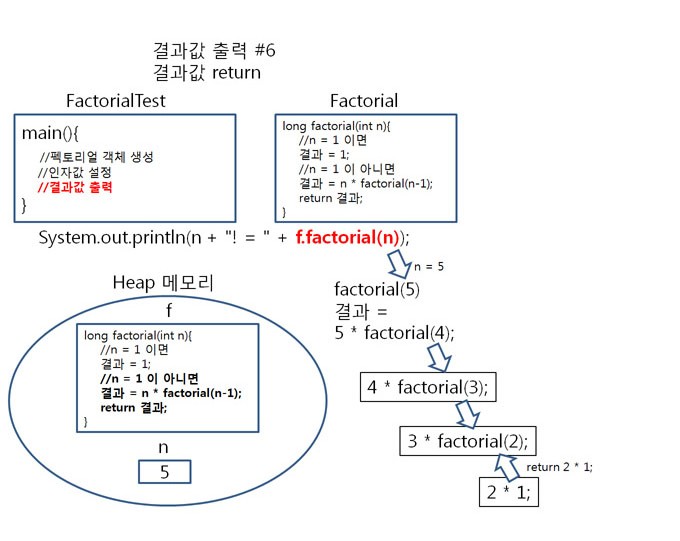 결과값 출력 #6
결과값 return
FactorialTest
main(){
//펙토리얼 객체 생성
//인자값 설정
//결과값 출력
}
Factorial
long factorial(int n){
//n = 1 이면
결과 = 1;
//n = 1 이 아니면
결과 = n * factorial(n-1);
return 결과;
}
System.out.println(n + "! = " + f.factorial(n));
n = 5
factorial(5)
결과 =
5 * factorial(4);
4 * factorial(3);
3 * factorial(2);
return 2 * 1;
2 * 1;
Heap 메모리
f
long factorial(int n){
//n = 1 이면
결과 = 1;
//n = 1 이 아니면
결과 = n * factorial(n-1);
return 결과;
}
n
5